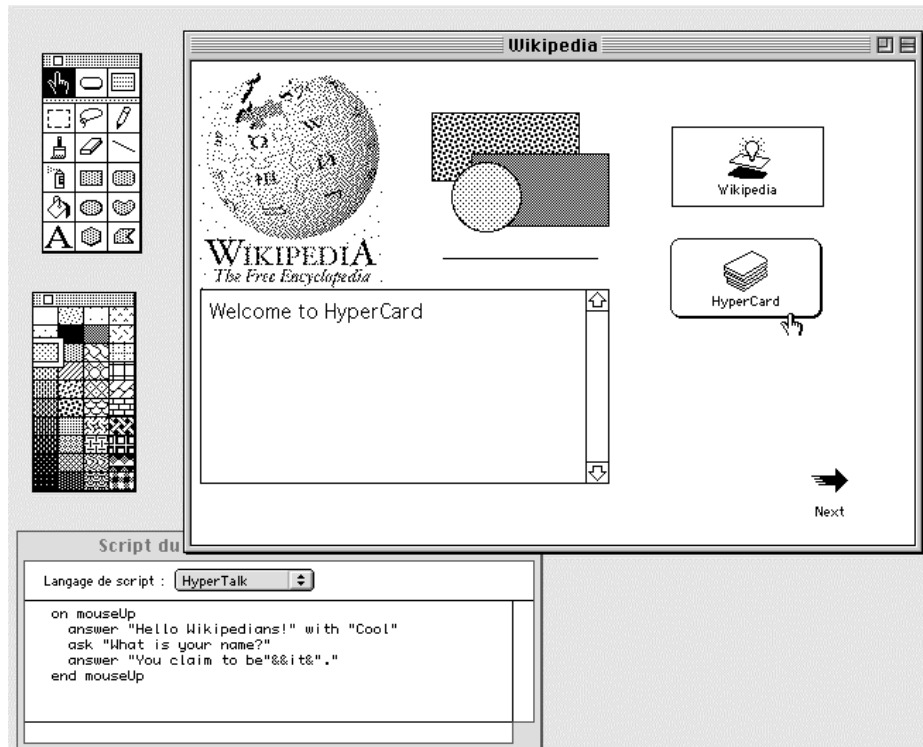 Wikipedia
WIKIPEDIA
The Free Encyclopedia
Welcome to HyperCard
Wikipedia
HyperCard
Next
Script du
Langage de script : HyperTalk
on mouseUp
answer "Hello Wikipedians!" with "Cool"
ask "What is your name?"
answer "You claim to be"&&it&"."
end mouseUp